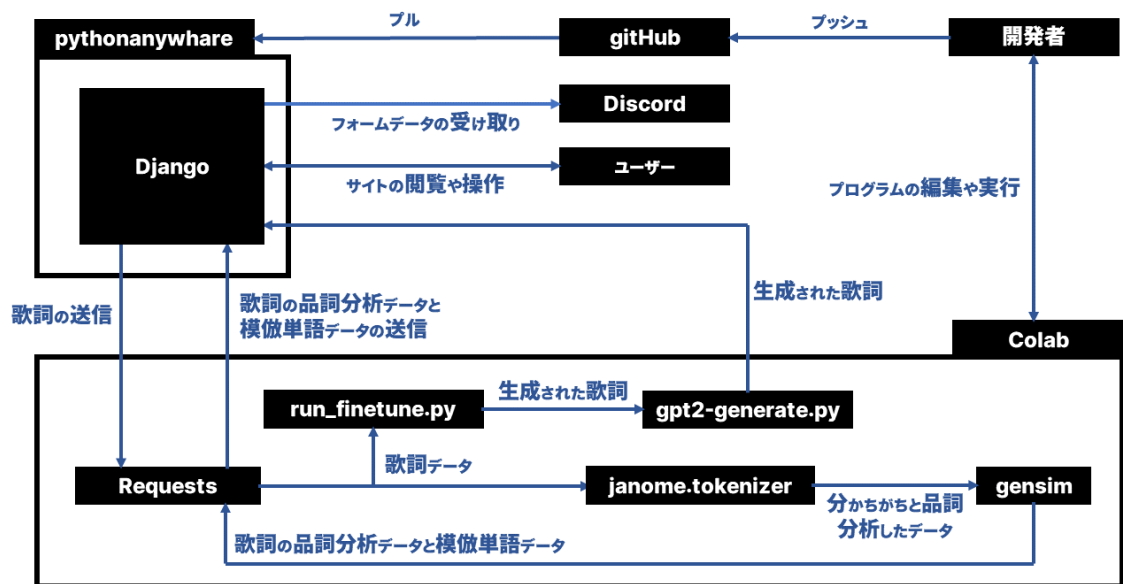 プル
プッシュ
pythonanywhare
gitHub
開発者
Discord
フォームデータの受け取り
Django
ユーザー
サイトの閲覧や操作
プログラムの編集や実行
歌詞の送信
歌詞の品詞分析データと
模倣単語データの送信
生成された歌詞
Colab
生成された歌詞
run_finetune.py
gpt2-generate.py
歌詞データ
Requests
janome.tokenizer
gensim
分かちがちと品詞
分析したデータ
歌詞の品詞分析データと模倣単語データ